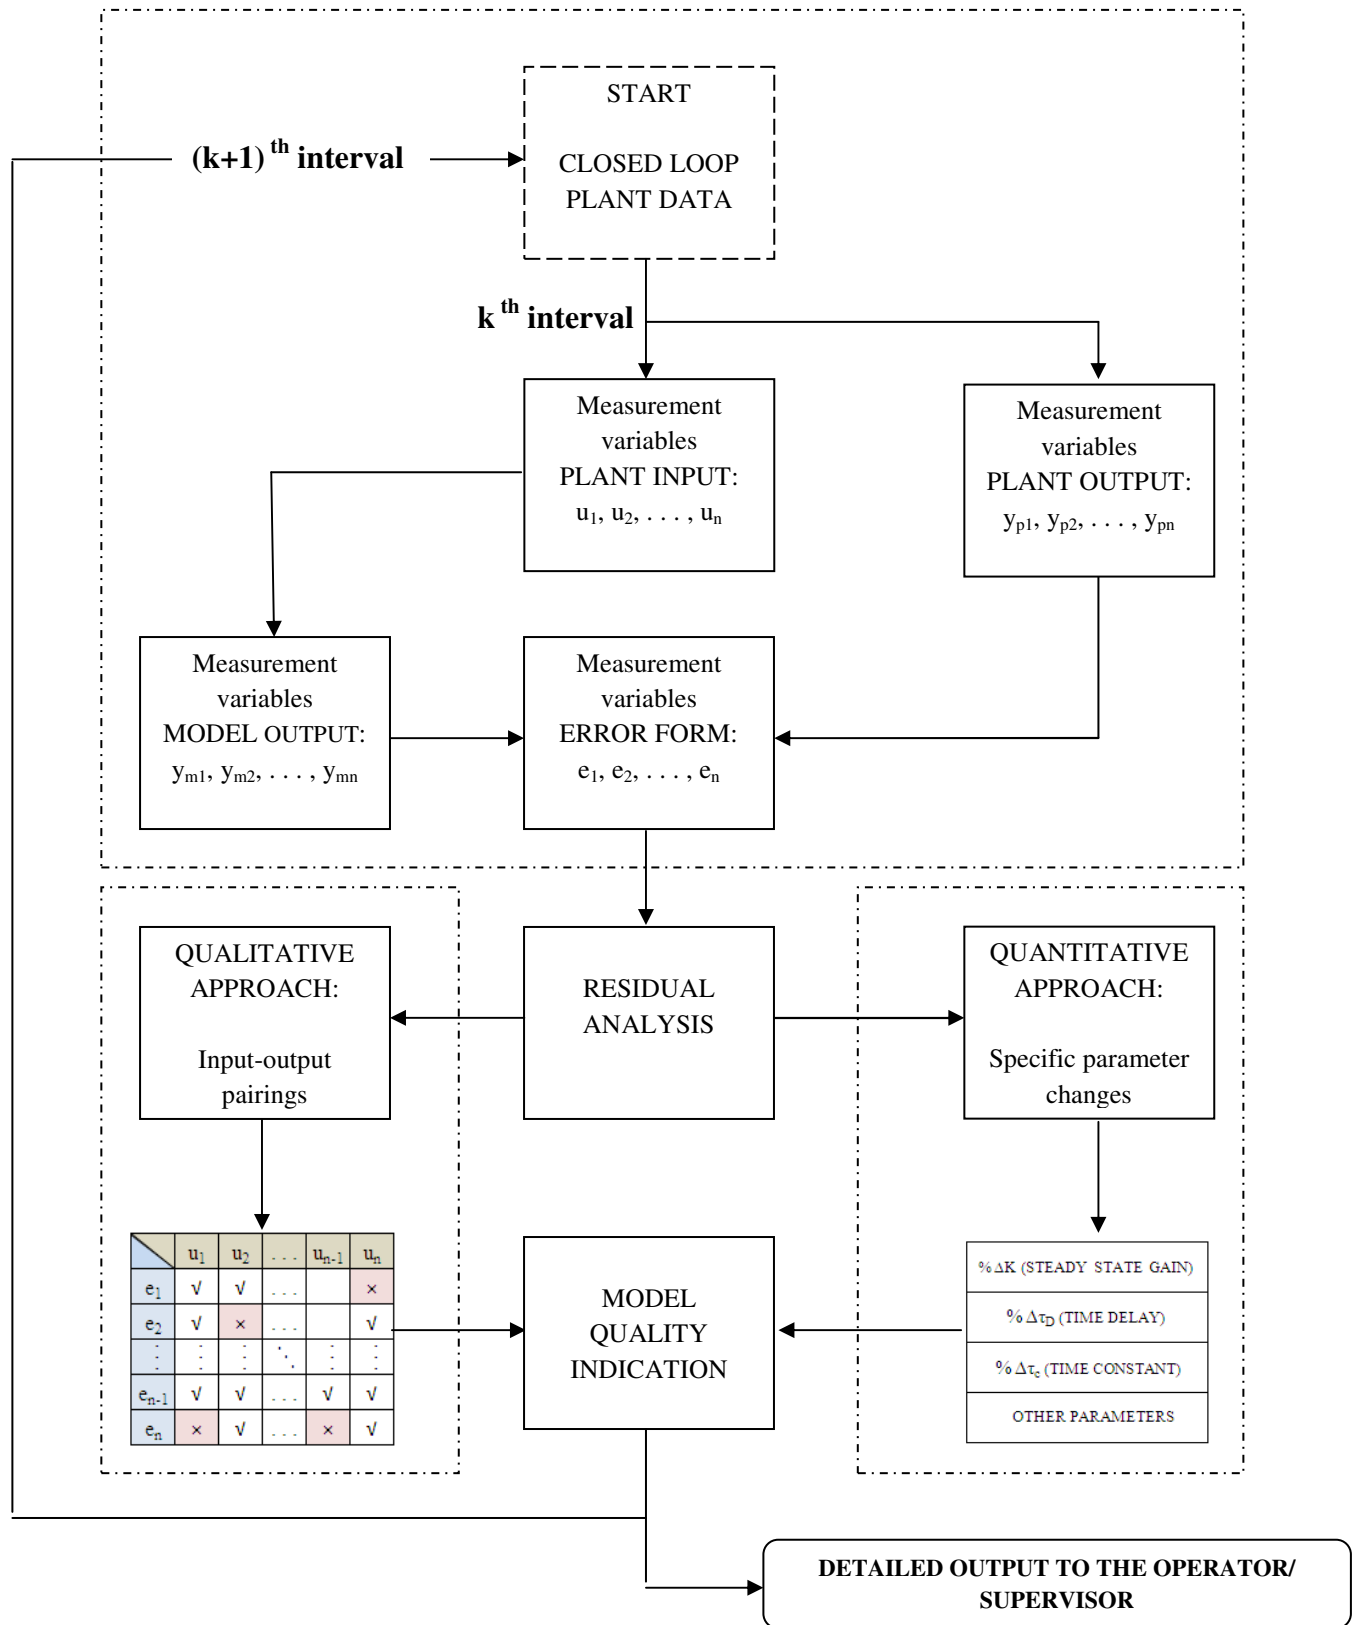 START
(k+1) th interval
CLOSED LOOP
PLANT DATA
k th interval
Measurement
variables
PLANT INPUT:
u1, u2, . . . , un
Measurement
variables
PLANT OUTPUT:
yp1, yp2, . . . , ypn
Measurement
variables
MODEL OUTPUT:
ym1, ym2, . . . , ymn
Measurement
variables
ERROR FORM:
e1, e2, . . . , en
QUALITATIVE
APPROACH:
Input-output
pairings
RESIDUAL
ANALYSIS
QUANTITATIVE
APPROACH:
Specific parameter
changes
u1 u2 . . . un-1 un
e1 √ √ . . . ×
e2 √ × . . . √
⋮ ⋮ ⋮ ⋱ ⋮ ⋮
en-1 √ √ . . . √ √
en × √ . . . × √
MODEL
QUALITY
INDICATION
% ΔK (STEADY STATE GAIN)
% ΔτD (TIME DELAY)
% Δτc (TIME CONSTANT)
OTHER PARAMETERS
DETAILED OUTPUT TO THE OPERATOR/
SUPERVISOR